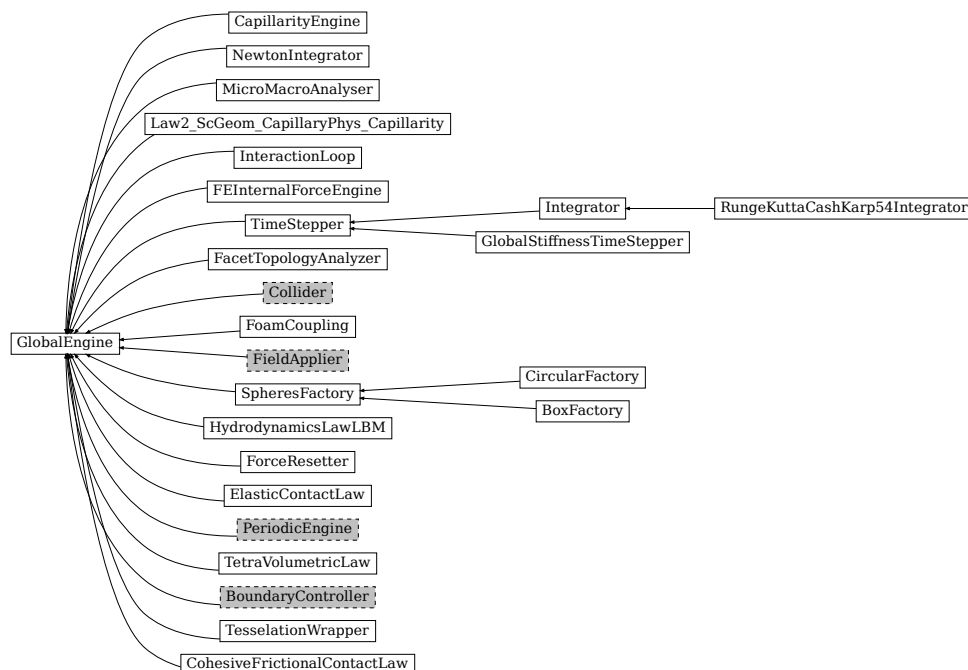 CapillarityEngine
NewtonIntegrator
MicroMacroAnalyser
Law2_ScGeom_CapillaryPhys_Capillarity
InteractionLoop
FEInternalForceEngine
Integrator
RungeKuttaCashKarp54Integrator
TimeStepper
GlobalStiffnessTimeStepper
FacetTopologyAnalyzer
Collider
FoamCoupling
GlobalEngine
FieldApplier
CircularFactory
SpheresFactory
BoxFactory
HydrodynamicsLawLBM
ForceResetter
ElasticContactLaw
PeriodicEngine
TetraVolumetricLaw
BoundaryController
TesselationWrapper
CohesiveFrictionalContactLaw